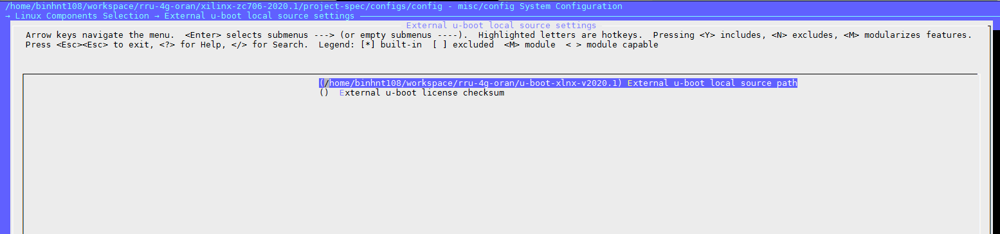 /home/binhnt108/workspace/rru-4g-oran/xilinx-zc706-2020.1/project-spec/configs/config - misc/config System Configuration
→ Linux Components Selection → External u-boot local source settings
External u-boot local source settings
Arrow keys navigate the menu.  <Enter> selects submenus ---> (or empty submenus ----).  Highlighted letters are hotkeys.  Pressing <Y> includes, <N> excludes, <M> modularizes features.
Press <Esc><Esc> to exit, <?> for Help, </> for Search.  Legend: [*] built-in  [ ] excluded  <M> module  < > module capable
(/home/binhnt108/workspace/rru-4g-oran/u-boot-xlnx-v2020.1) External u-boot local source path
()  External u-boot license checksum